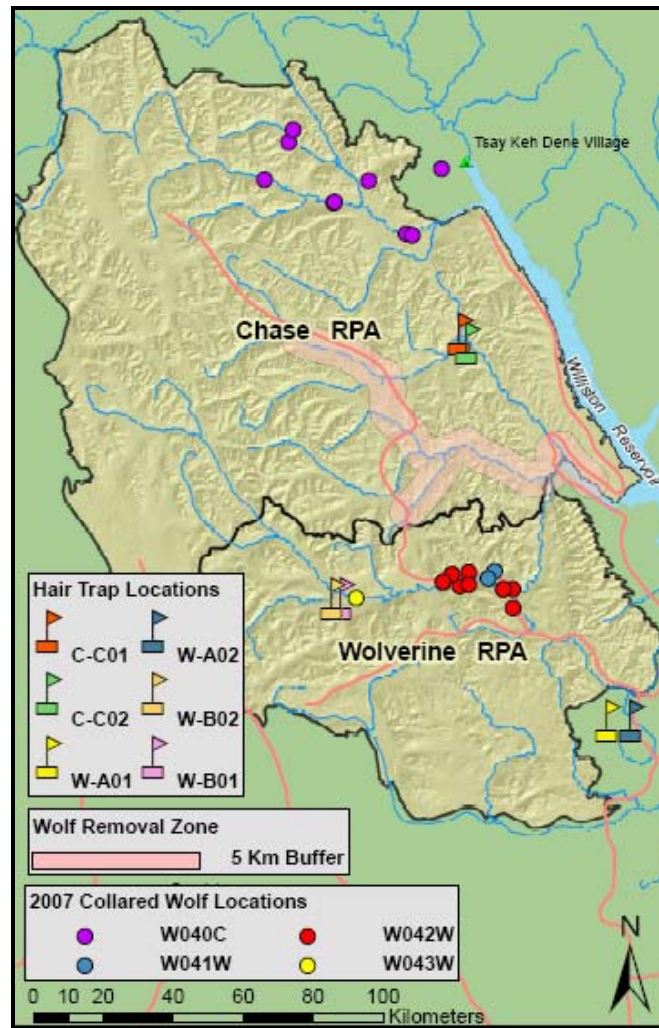 Tsay Keh Dene Village
Chase RPA
Williston Reservoir
Wolverine RPA
Hair Trap Locations
C-C01
W-A02
C-C02
W-B02
W-A01
W-B01
Wolf Removal Zone
5 Km Buffer
2007 Collared Wolf Locations
W040C
W042W
W041W
W043W
N
0 10 20 40 60 80 100
Kilometers